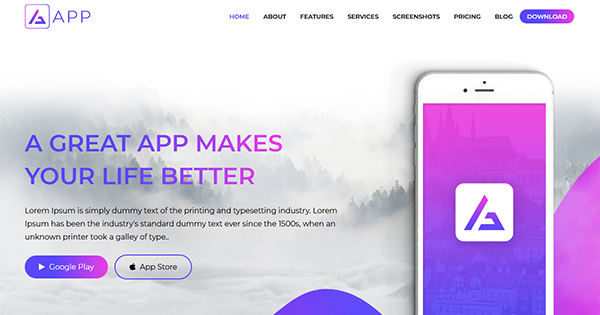 APP
HOME ABOUT FEATURES SERVICES SCREENSHOTS PRICING BLOG DOWNLOAD
A GREAT APP MAKES
YOUR LIFE BETTER
Lorem Ipsum is simply dummy text of the printing and typesetting industry. Lorem
Ipsum has been the industry's standard dummy text ever since the 1500s, when an
unknown printer took a galley of type..
Google Play App Store